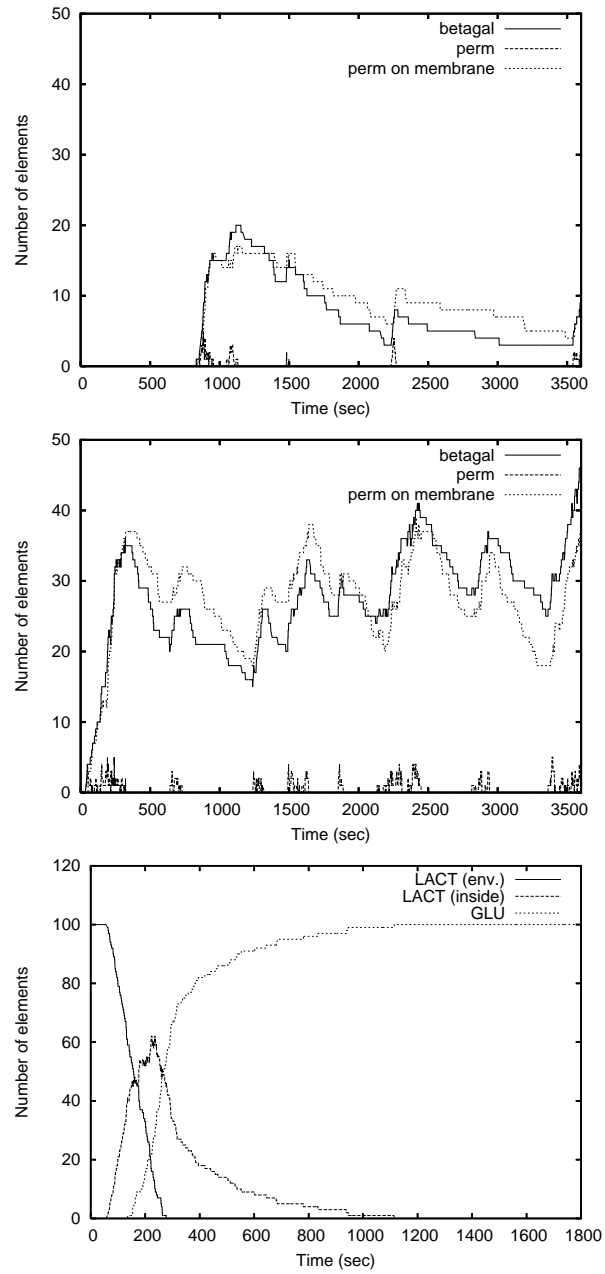 50
40
30
20
10
0
Number of elements
betagal
perm
perm on membrane
0 500 1000 1500 2000 2500 3000 3500
Time (sec)
50
40
30
20
10
0
Number of elements
betagal
perm
perm on membrane
0 500 1000 1500 2000 2500 3000 3500
Time (sec)
120
100
80
60
40
20
0
Number of elements
LACT (env.)
LACT (inside)
GLU
0 200 400 600 800 1000 1200 1400 1600 1800
Time (sec)